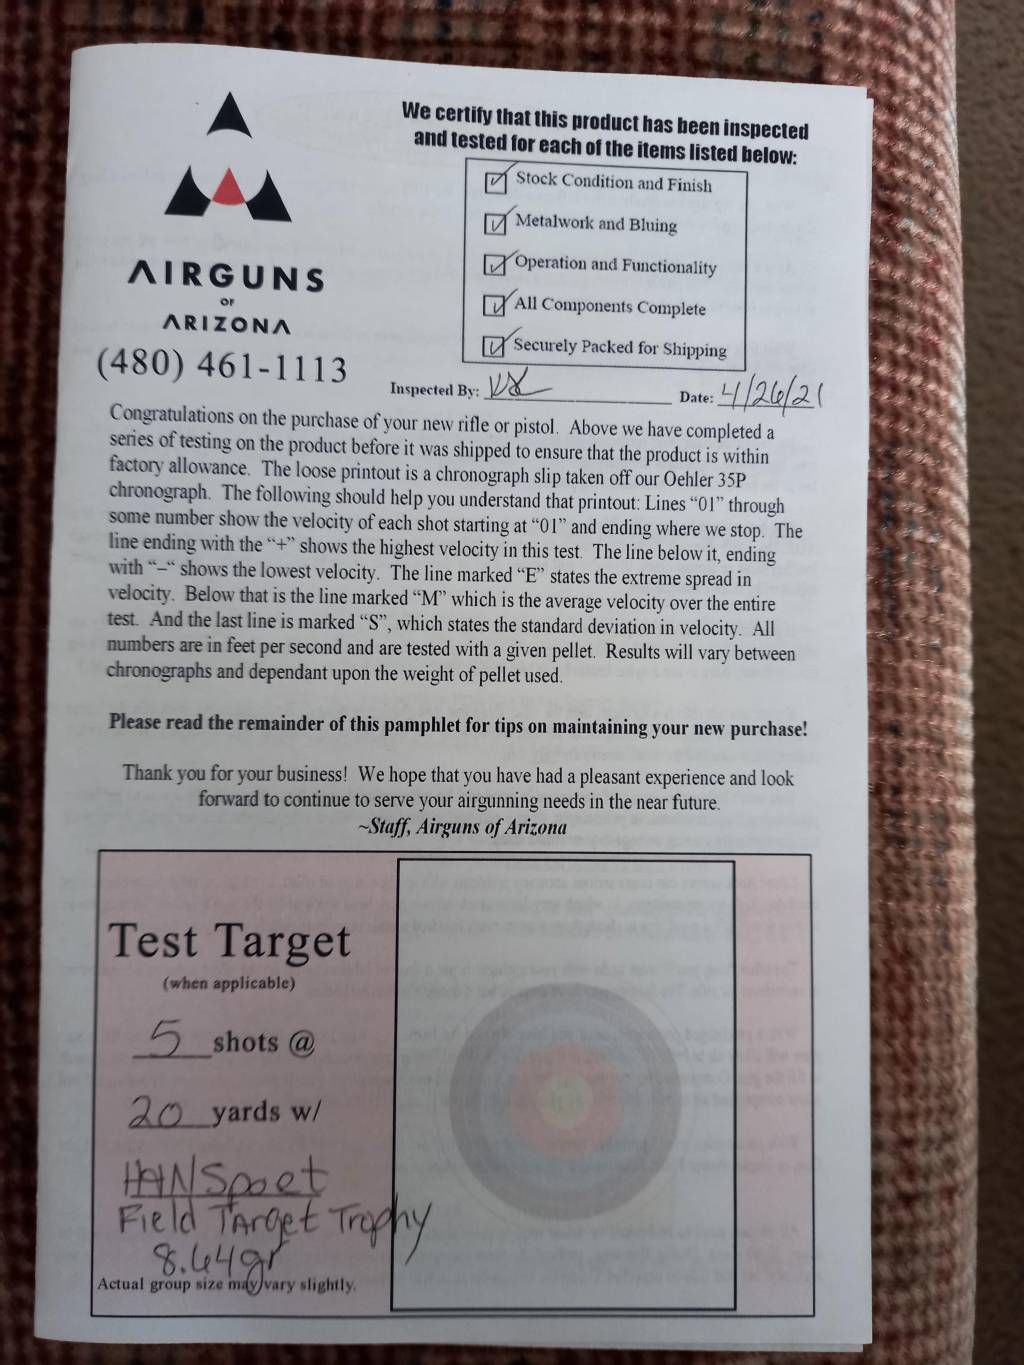 We certify that this product has been inspected
and tested for each of the items listed below:
Stock Condition and Finish
Metalwork and Bluing
Operation and Functionality
All Components Complete
Securely Packed for Shipping
AIRGUNS
OF
ARIZONA
(480) 461-1113
Inspected By: Date: 4/26/21
Congratulations on the purchase of your new rifle or pistol. Above we have completed a
series of testing on the product before it was shipped to ensure that the product is within
factory allowance. The loose printout is a chronograph slip taken off our Oehler 35P
chronograph. The following should help you understand that printout: Lines “01” through
some number show the velocity of each shot starting at “01” and ending where we stop. The
line ending with the “+” shows the highest velocity in this test. The line below it, ending
with “–“ shows the lowest velocity. The line marked “E” states the extreme spread in
velocity. Below that is the line marked “M” which is the average velocity over the entire
test. And the last line is marked “S”, which states the standard deviation in velocity. All
numbers are in feet per second and are tested with a given pellet. Results will vary between
chronographs and dependant upon the weight of pellet used.
Please read the remainder of this pamphlet for tips on maintaining your new purchase!
Thank you for your business! We hope that you have had a pleasant experience and look
forward to continue to serve your airgunning needs in the near future.
~Staff, Airguns of Arizona
Test Target
(when applicable)
5 shots @
20 yards w/
HANSport
Field Target Trophy
8.64gr
Actual group size may vary slightly.